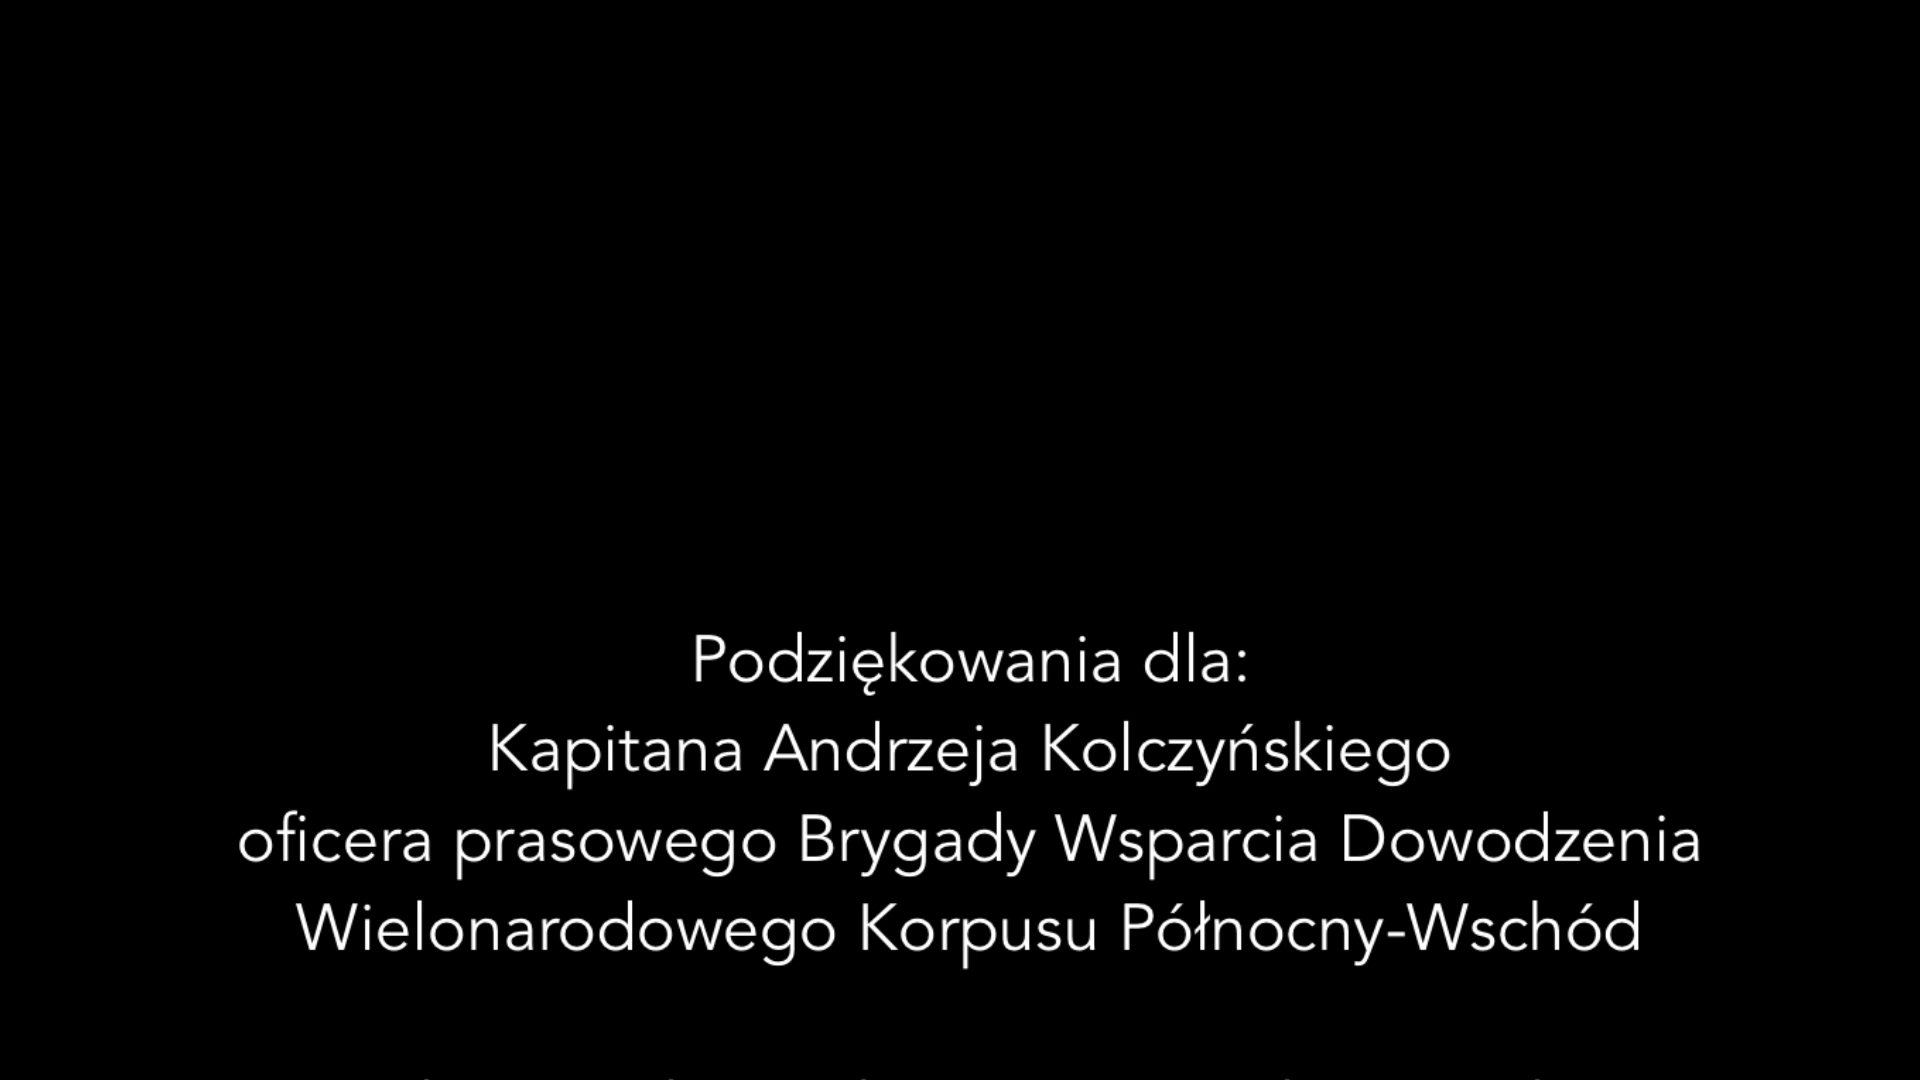 Podziękowania dla:
Kapitana Andrzeja Kolczyńskiego
oficera prasowego Brygady Wsparcia Dowodzenia
Wielonarodowego Korpusu Północny-Wschód